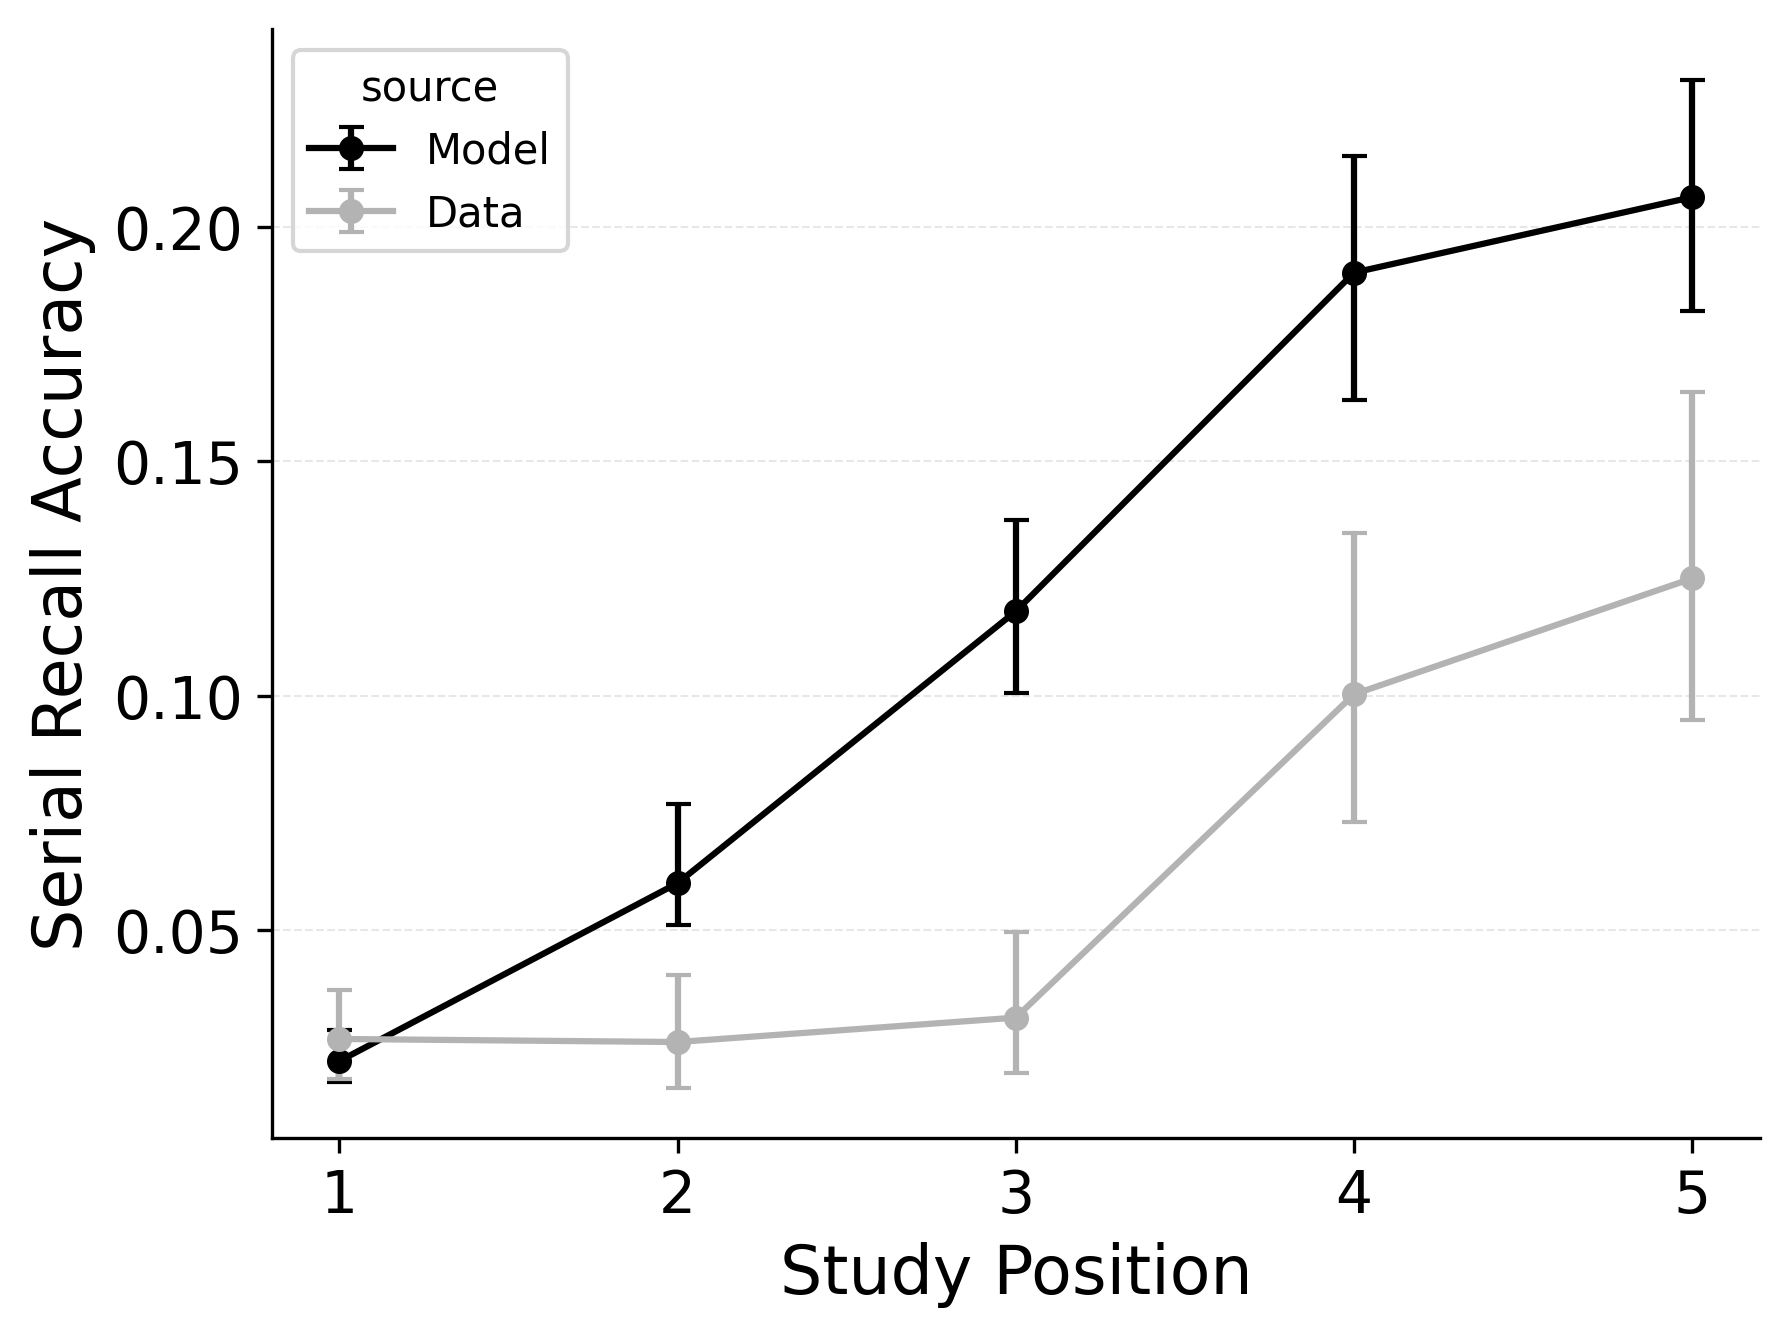 source
Model
Data
Serial Recall Accuracy
0.20
0.15
0.10
0.05
1 2 3 4 5
Study Position